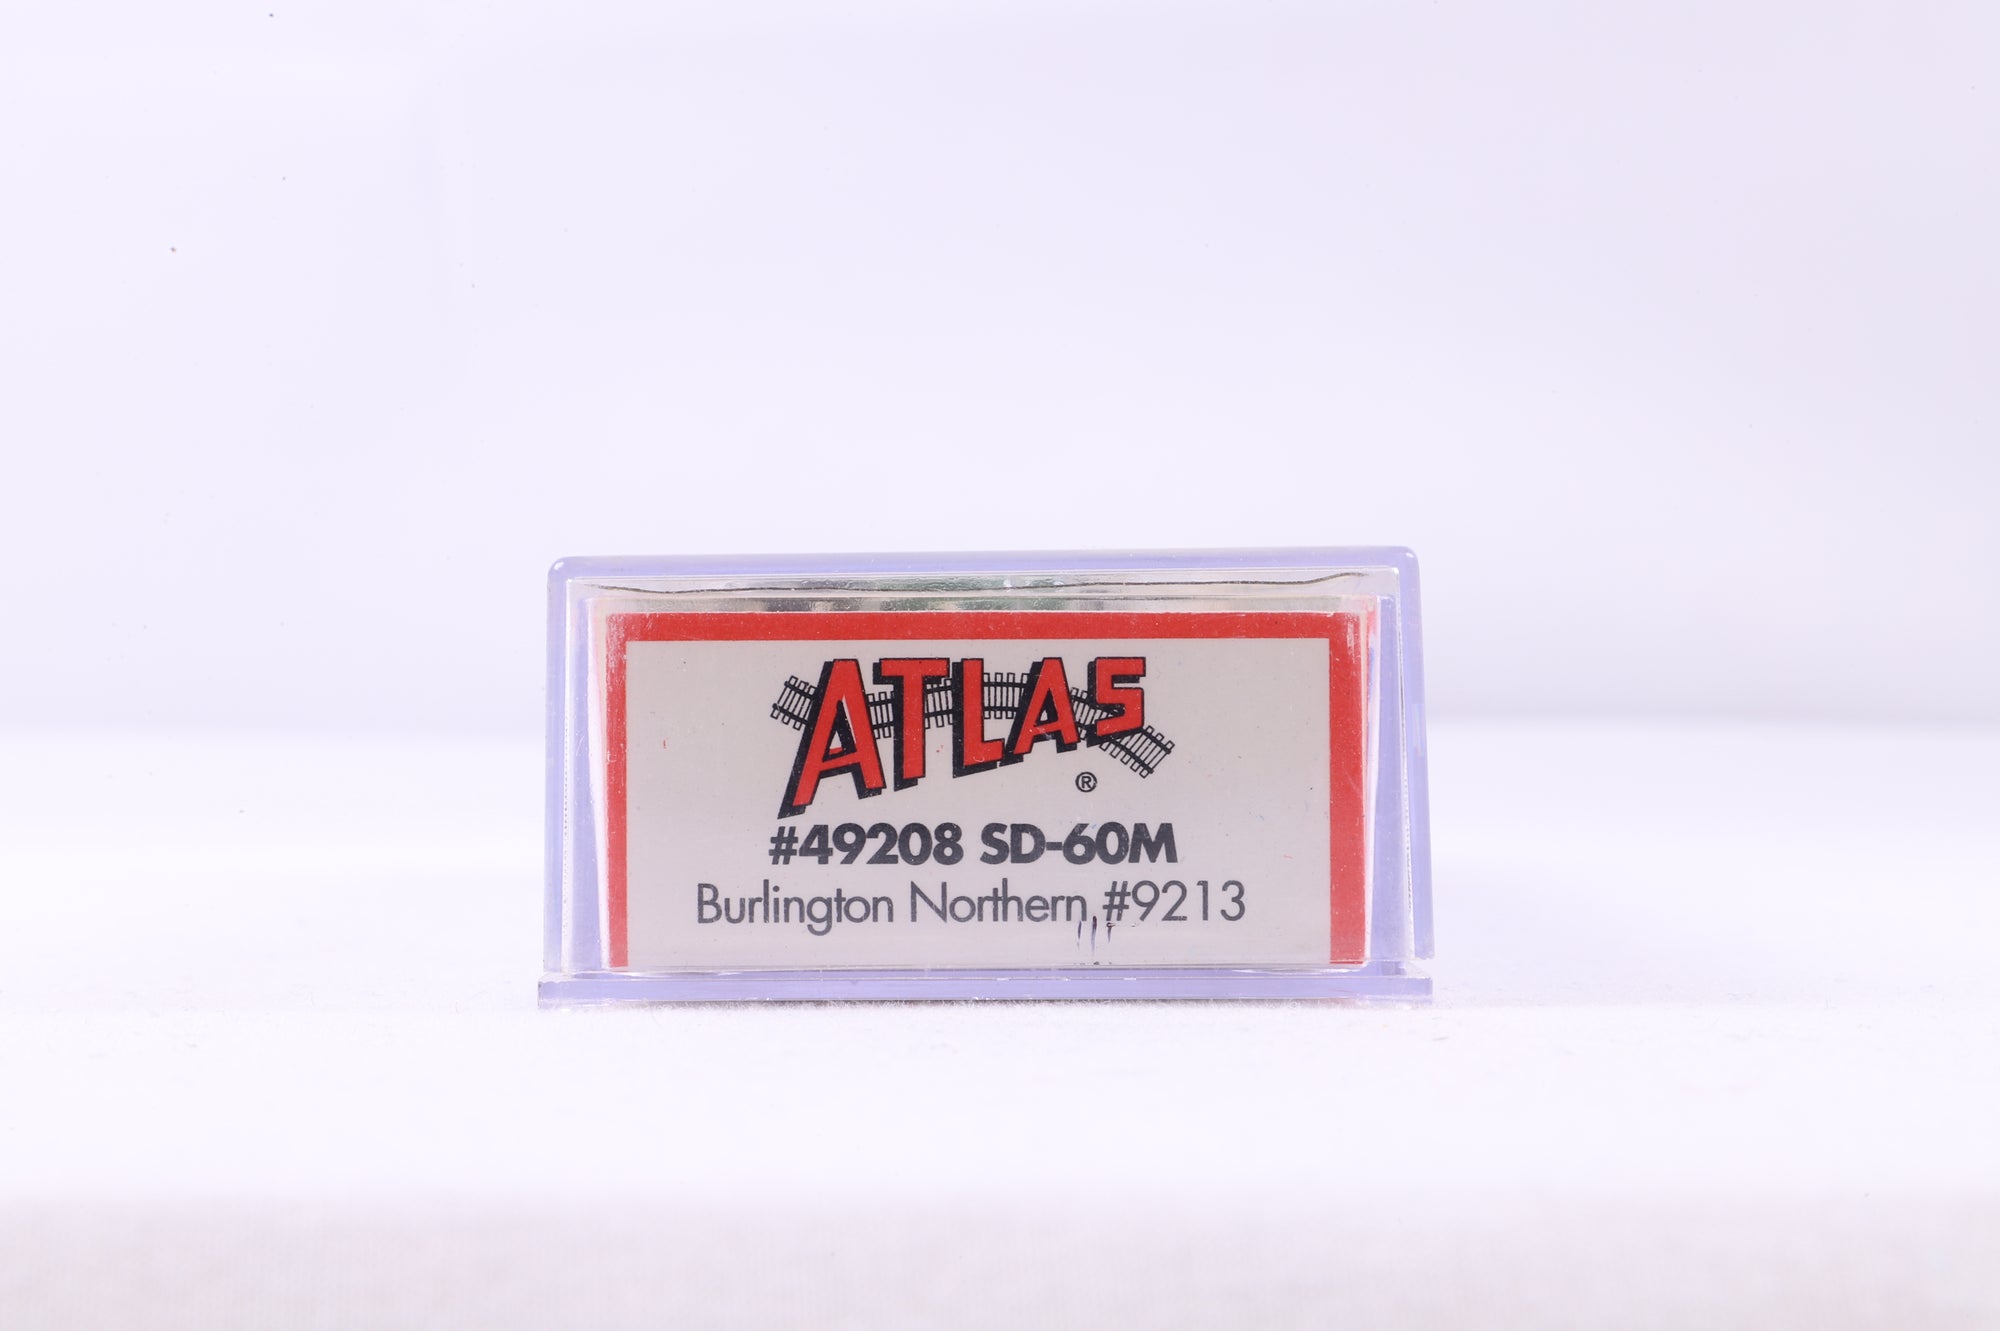 ATLAS
®
#49208 SD-60M
Burlington Northern #9213